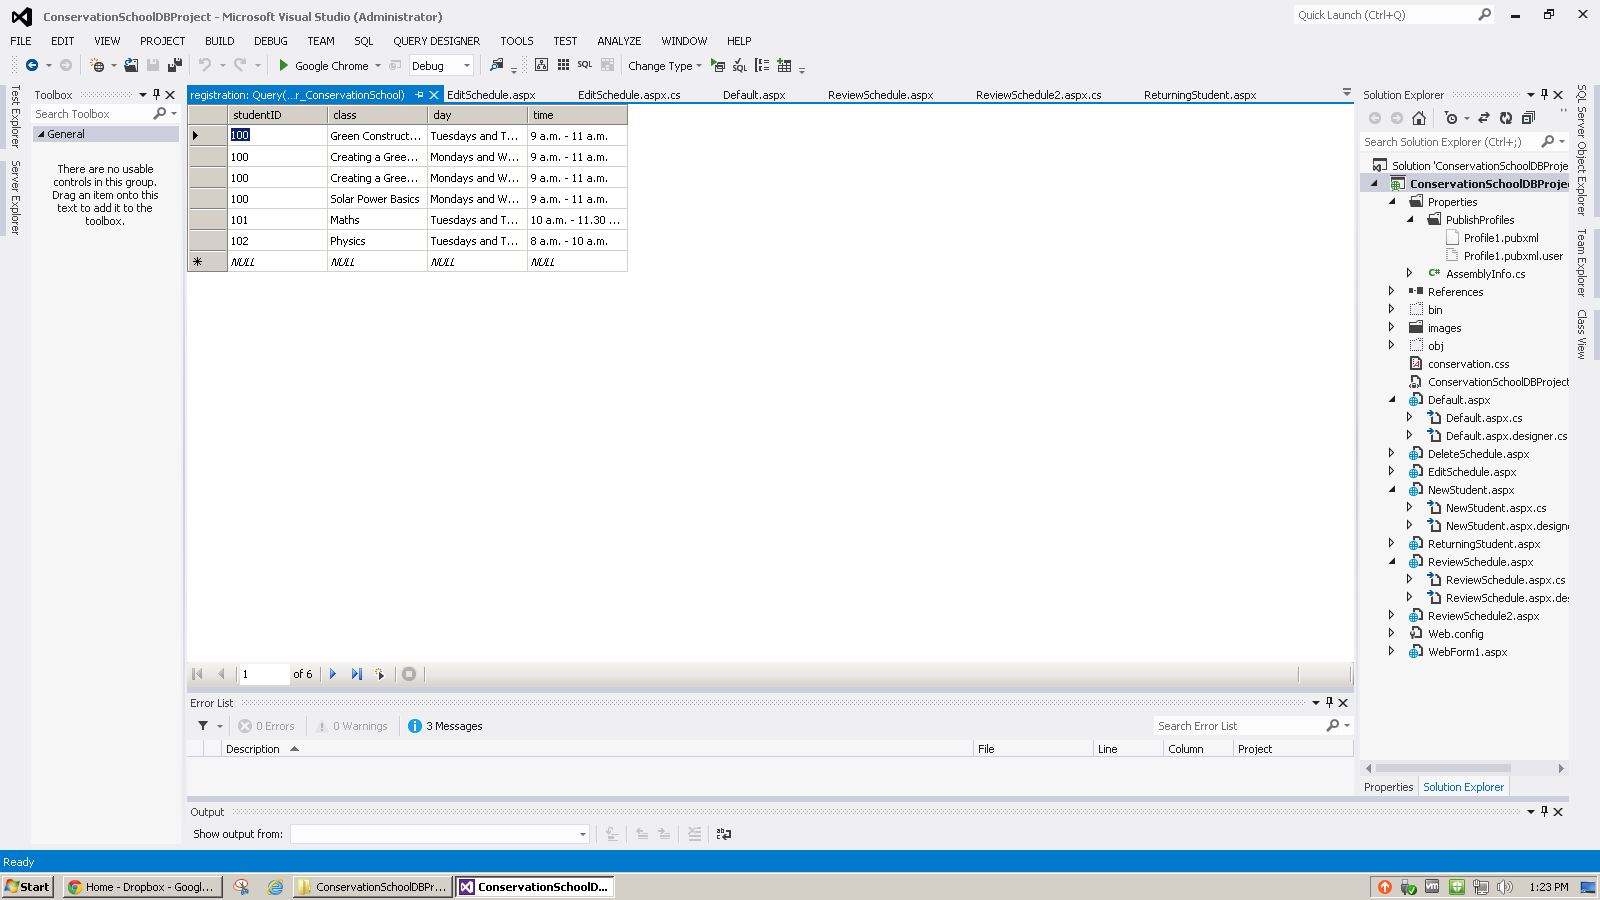 ConservationSchoolDBProject - Microsoft Visual Studio (Administrator)
Quick Launch (Ctrl+Q)
FILE EDIT VIEW PROJECT BUILD DEBUG TEAM SQL QUERY DESIGNER TOOLS TEST ANALYZE WINDOW HELP
Google Chrome Debug SQL Change Type SQL
Test Explorer
Server Explorer
Toolbox
Search Toolbox
General
There are no usable
controls in this group.
Drag an item onto this
text to add it to the
toolbox.
registration: Query(...r_ConservationSchool) EditSchedule.aspx EditSchedule.aspx.cs Default.aspx ReviewSchedule.aspx ReviewSchedule2.aspx.cs ReturningStudent.aspx
studentID class day time
100 Green Construct... Tuesdays and T... 9 a.m. - 11 a.m.
100 Creating a Gree... Mondays and W... 9 a.m. - 11 a.m.
100 Creating a Gree... Mondays and W... 9 a.m. - 11 a.m.
100 Solar Power Basics Mondays and W... 9 a.m. - 11 a.m.
101 Maths Tuesdays and T... 10 a.m. - 11.30 ...
102 Physics Tuesdays and T... 8 a.m. - 10 a.m.
NULL NULL NULL NULL
1 of 6
Error List
0 Errors 0 Warnings 3 Messages
Search Error List
Description File Line Column Project
Output
Show output from:
Solution Explorer
Search Solution Explorer (Ctrl+;)
Solution 'ConservationSchoolDBProje
ConservationSchoolDBProje
Properties
PublishProfiles
Profile1.pubxml
Profile1.pubxml.user
C# AssemblyInfo.cs
References
bin
images
obj
conservation.css
ConservationSchoolDBProject
Default.aspx
Default.aspx.cs
Default.aspx.designer.cs
DeleteSchedule.aspx
EditSchedule.aspx
NewStudent.aspx
NewStudent.aspx.cs
NewStudent.aspx.designe
ReturningStudent.aspx
ReviewSchedule.aspx
ReviewSchedule.aspx.cs
ReviewSchedule.aspx.des
ReviewSchedule2.aspx
Web.config
WebForm1.aspx
Properties Solution Explorer
SQL Server Object Explorer
Team Explorer
Class View
Ready
Start Home - Dropbox - Googl... ConservationSchoolDBPr... ConservationSchoolD... 1:23 PM